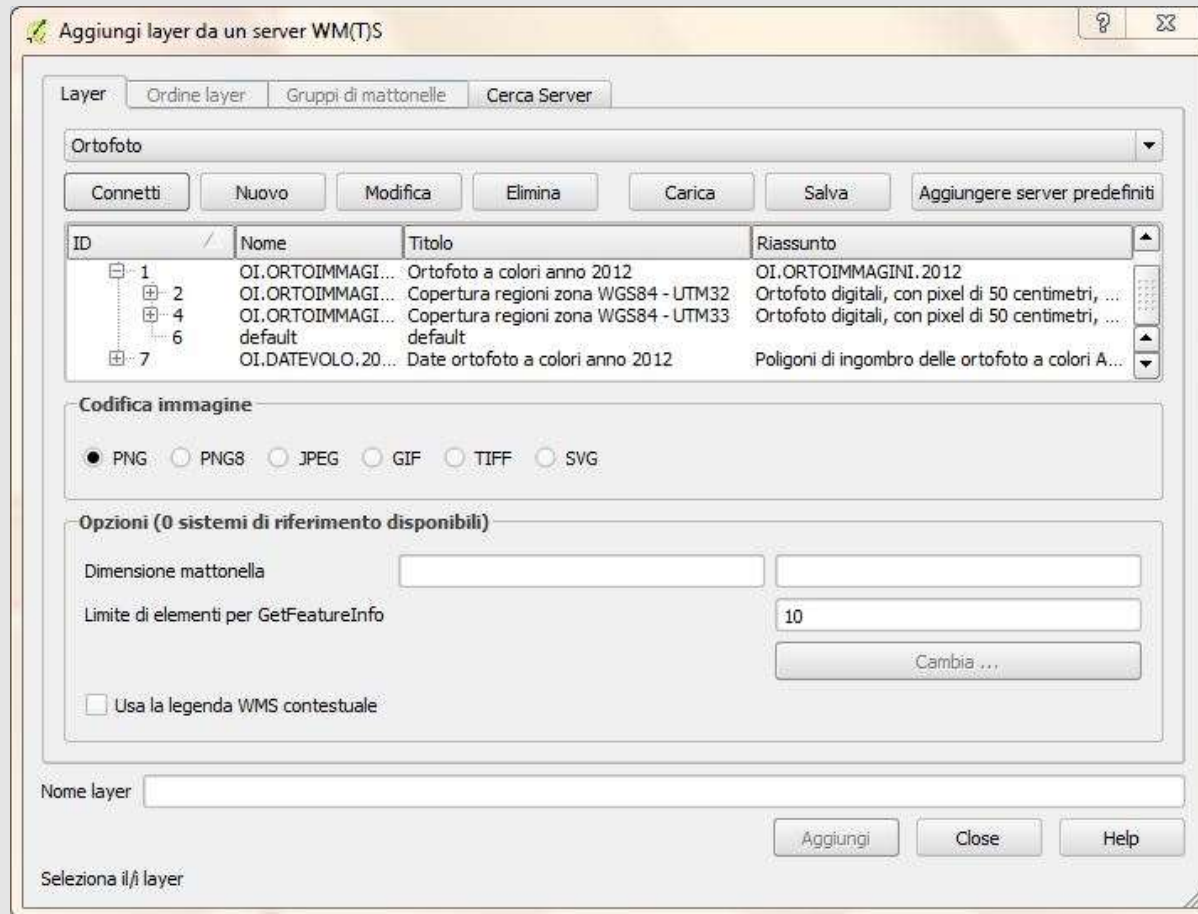 Aggiungi layer da un server WM(T)S
Layer
Ordine layer
Gruppi di mattonelle
Cerca Server
Ortofoto
Connetti
Nuovo
Modifica
Elimina
Carica
Salva
Aggiungere server predefiniti
ID Nome Titolo Riassunto
1 OI.ORTOIMMAGI... Ortofoto a colori anno 2012 OI.ORTOIMMAGINI.2012
2 OI.ORTOIMMAGI... Copertura regioni zona WGS84 - UTM32 Ortofoto digitali, con pixel di 50 centimetri, ...
4 OI.ORTOIMMAGI... Copertura regioni zona WGS84 - UTM33 Ortofoto digitali, con pixel di 50 centimetri, ...
6 default default
7 OI.DATEVOLO.20... Date ortofoto a colori anno 2012 Poligoni di ingombro delle ortofoto a colori A...
Codifica immagine
PNG PNG8 JPEG GIF TIFF SVG
Opzioni (0 sistemi di riferimento disponibili)
Dimensione mattonella
Limite di elementi per GetFeatureInfo 10
Cambia ...
Usa la legenda WMS contestuale
Nome layer
Aggiungi
Close
Help
Seleziona il/i layer